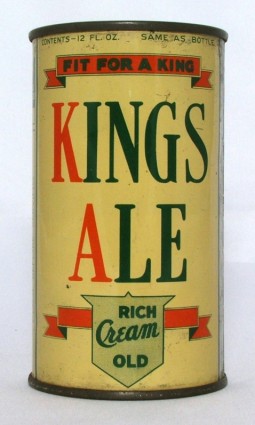 CONTENTS-12 FL. OZ. SAME AS BOTTLE
FIT FOR A KING
KINGS
ALE
RICH
Cream
OLD